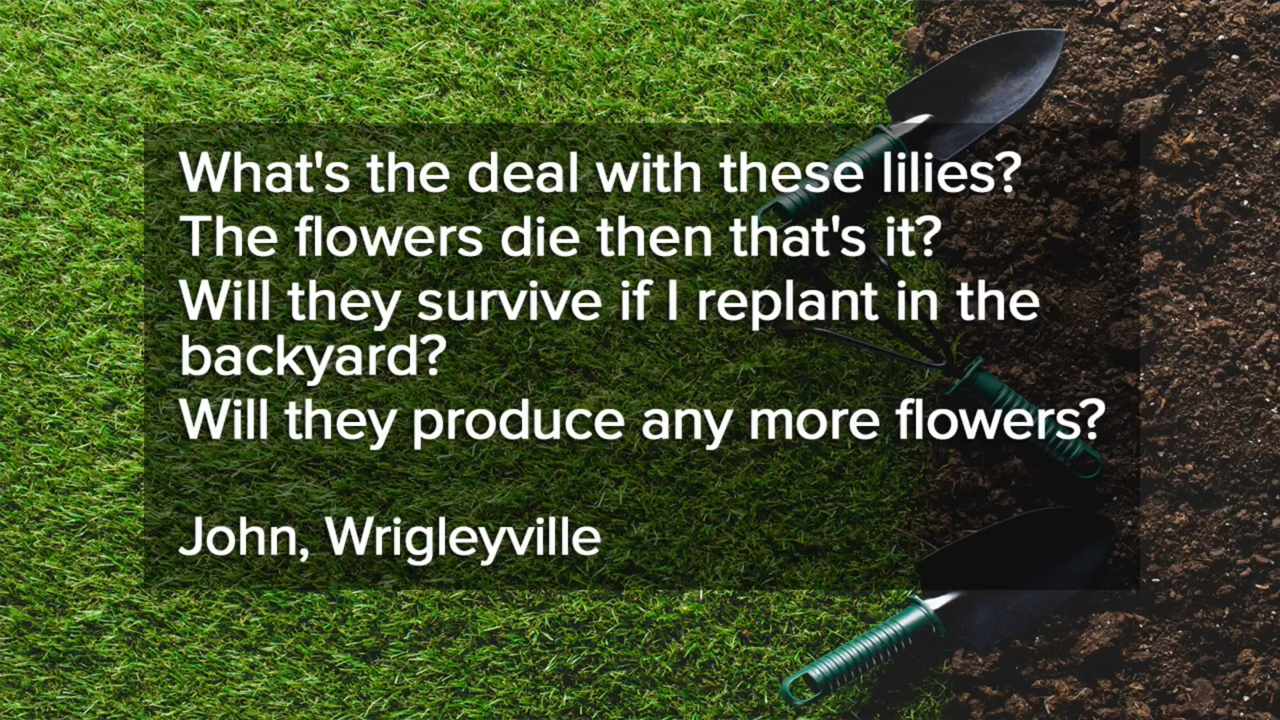 What's the deal with these lilies?
The flowers die then that's it?
Will they survive if I replant in the
backyard?
Will they produce any more flowers?
John, Wrigleyville